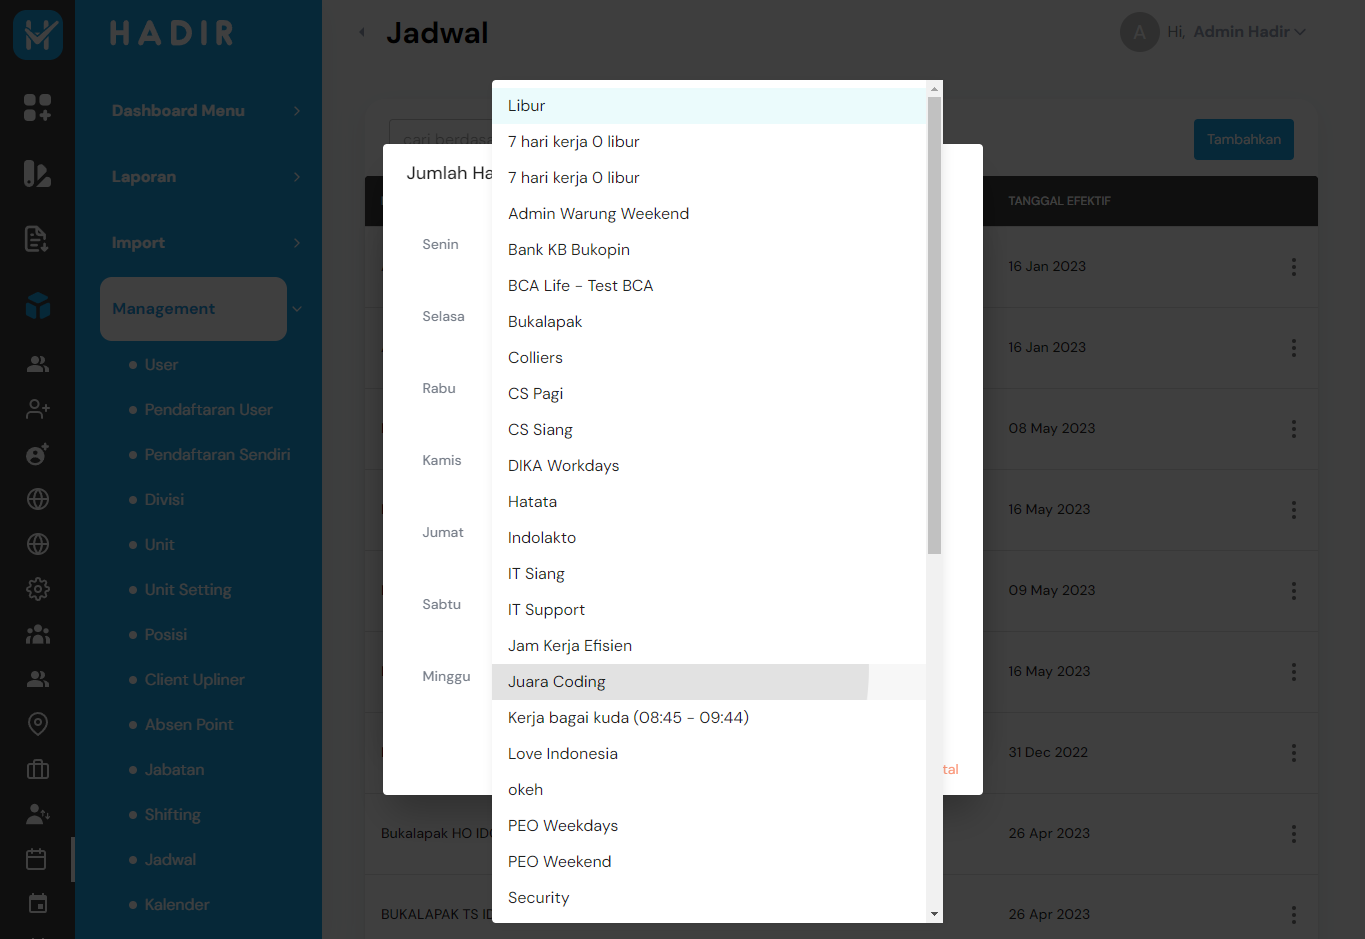 HADIR
Jadwal
A
Hi, Admin Hadir
Dashboard Menu
Laporan
Import
Management
User
Pendaftaran User
Pendaftaran Sendiri
Divisi
Unit
Unit Setting
Posisi
Client Upliner
Absen Point
Jabatan
Shifting
Jadwal
Kalender
cari berdasa
Tambahkan
TANGGAL EFEKTIF
16 Jan 2023
16 Jan 2023
08 May 2023
16 May 2023
09 May 2023
16 May 2023
31 Dec 2022
Bukalapak HO ID
26 Apr 2023
BUKALAPAK TS ID
26 Apr 2023
Jumlah Ha
Senin
Selasa
Rabu
Kamis
Jumat
Sabtu
Minggu
tal
Libur
7 hari kerja 0 libur
7 hari kerja 0 libur
Admin Warung Weekend
Bank KB Bukopin
BCA Life - Test BCA
Bukalapak
Colliers
CS Pagi
CS Siang
DIKA Workdays
Hatata
Indolakto
IT Siang
IT Support
Jam Kerja Efisien
Juara Coding
Kerja bagai kuda (08:45 - 09:44)
Love Indonesia
okeh
PEO Weekdays
PEO Weekend
Security